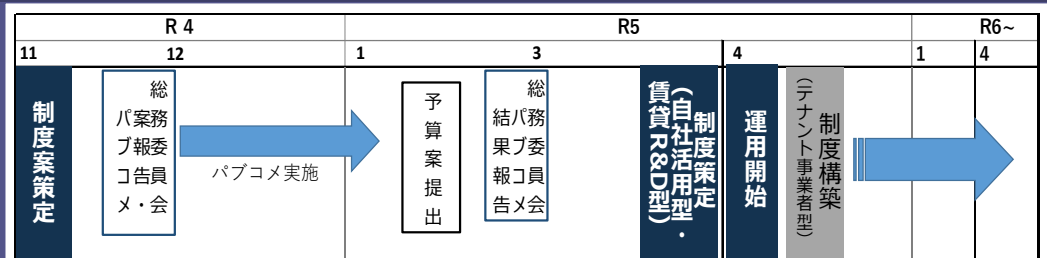 R 4
R5
R6~
11
12
1
3
4
1
4
制度案策定
総務委員会
案報告・
パブコメ
パブコメ実施
予算案提出
総務委員会
パブコメ
結果報告
制度策定
(自社活用型・
賃貸R&D型)
運用開始
制度構築
(テナント事業者型)